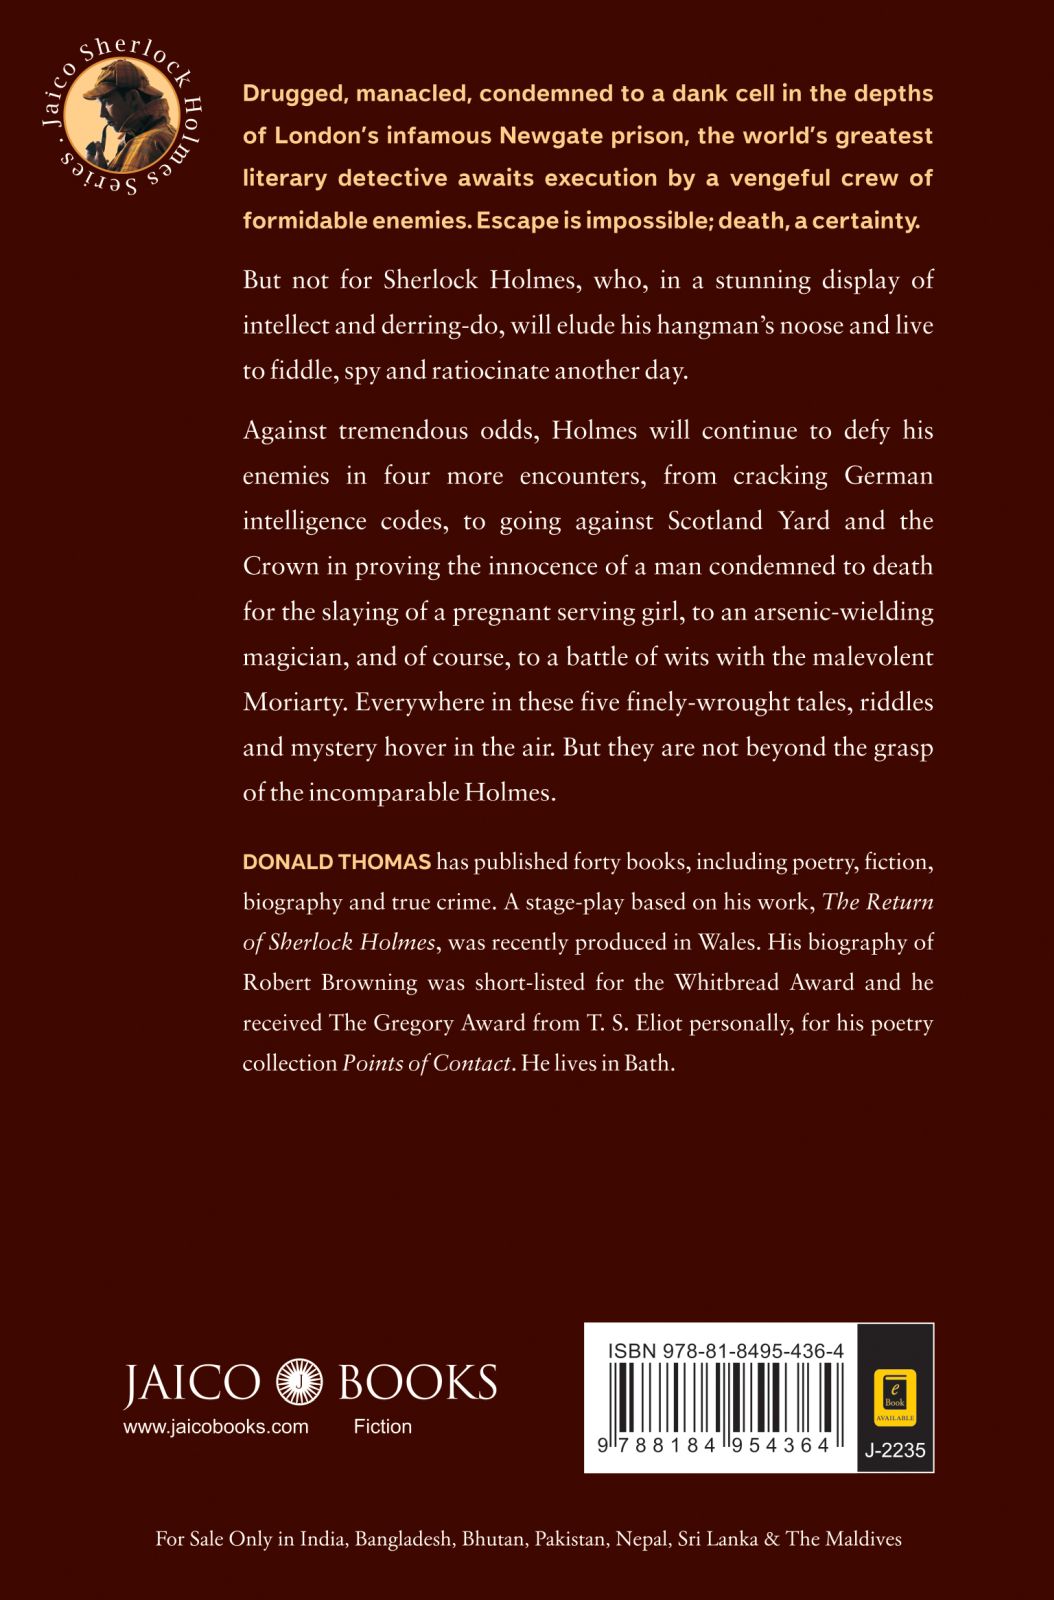 Jaico Sherlock Holmes Series .
Drugged, manacled, condemned to a dank cell in the depths
of London's infamous Newgate prison, the world's greatest
literary detective awaits execution by a vengeful crew of
formidable enemies. Escape is impossible; death, a certainty.
But not for Sherlock Holmes, who, in a stunning display of
intellect and derring-do, will elude his hangman's noose and live
to fiddle, spy and ratiocinate another day.
Against tremendous odds, Holmes will continue to defy his
enemies in four more encounters, from cracking German
intelligence codes, to going against Scotland Yard and the
Crown in proving the innocence of a man condemned to death
for the slaying of a pregnant serving girl, to an arsenic-wielding
magician, and of course, to a battle of wits with the malevolent
Moriarty. Everywhere in these five finely-wrought tales, riddles
and mystery hover in the air. But they are not beyond the grasp
of the incomparable Holmes.
DONALD THOMAS has published forty books, including poetry, fiction,
biography and true crime. A stage-play based on his work, The Return
of Sherlock Holmes, was recently produced in Wales. His biography of
Robert Browning was short-listed for the Whitbread Award and he
received The Gregory Award from T. S. Eliot personally, for his poetry
collection Points of Contact. He lives in Bath.
JAICO J BOOKS
www.jaicobooks.com Fiction
ISBN 978-81-8495-436-4
9 788184 954364
e
Book
AVAILABLE
J-2235
For Sale Only in India, Bangladesh, Bhutan, Pakistan, Nepal, Sri Lanka & The Maldives